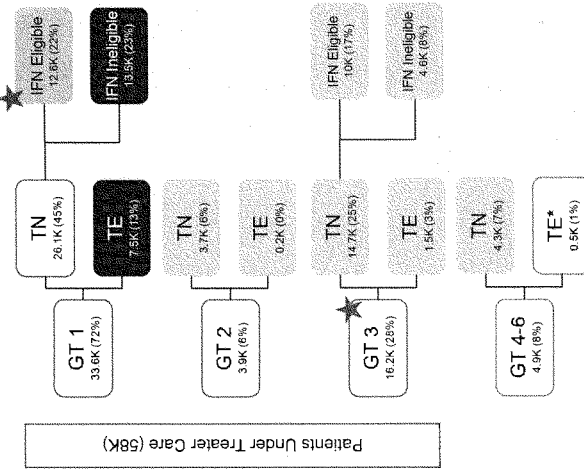 Patients Under Treater Care (58K)
GT 1
33.6K (72%)
TN
26.1K (45%)
IFN Eligible
12.6K (22%)
IFN Ineligible
13.5K (23%)
TE
7.5K (13%)
GT 2
3.9K (6%)
TN
3.7K (6%)
TE
0.2K (0%)
GT 3
16.2K (28%)
TN
14.7K (25%)
IFN Eligible
10K (17%)
IFN Ineligible
4.6K (8%)
TE
1.5K (3%)
GT 4-6
4.9K (8%)
TN
4.3K (7%)
TE*
0.5K (1%)